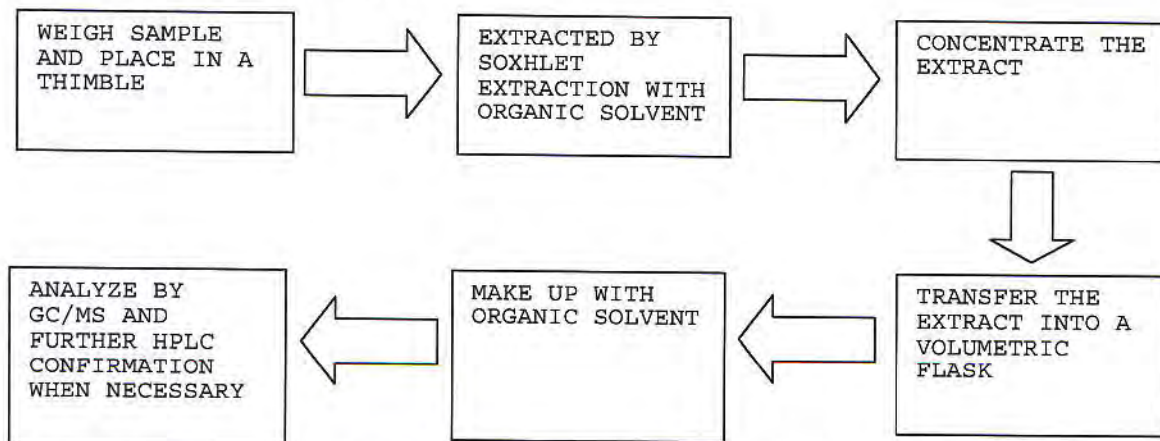 WEIGH SAMPLE
AND PLACE IN A
THIMBLE
EXTRACTED BY
SOXHLET
EXTRACTION WITH
ORGANIC SOLVENT
CONCENTRATE THE
EXTRACT
TRANSFER THE
EXTRACT INTO A
VOLUMETRIC
FLASK
MAKE UP WITH
ORGANIC SOLVENT
ANALYZE BY
GC/MS AND
FURTHER HPLC
CONFIRMATION
WHEN NECESSARY